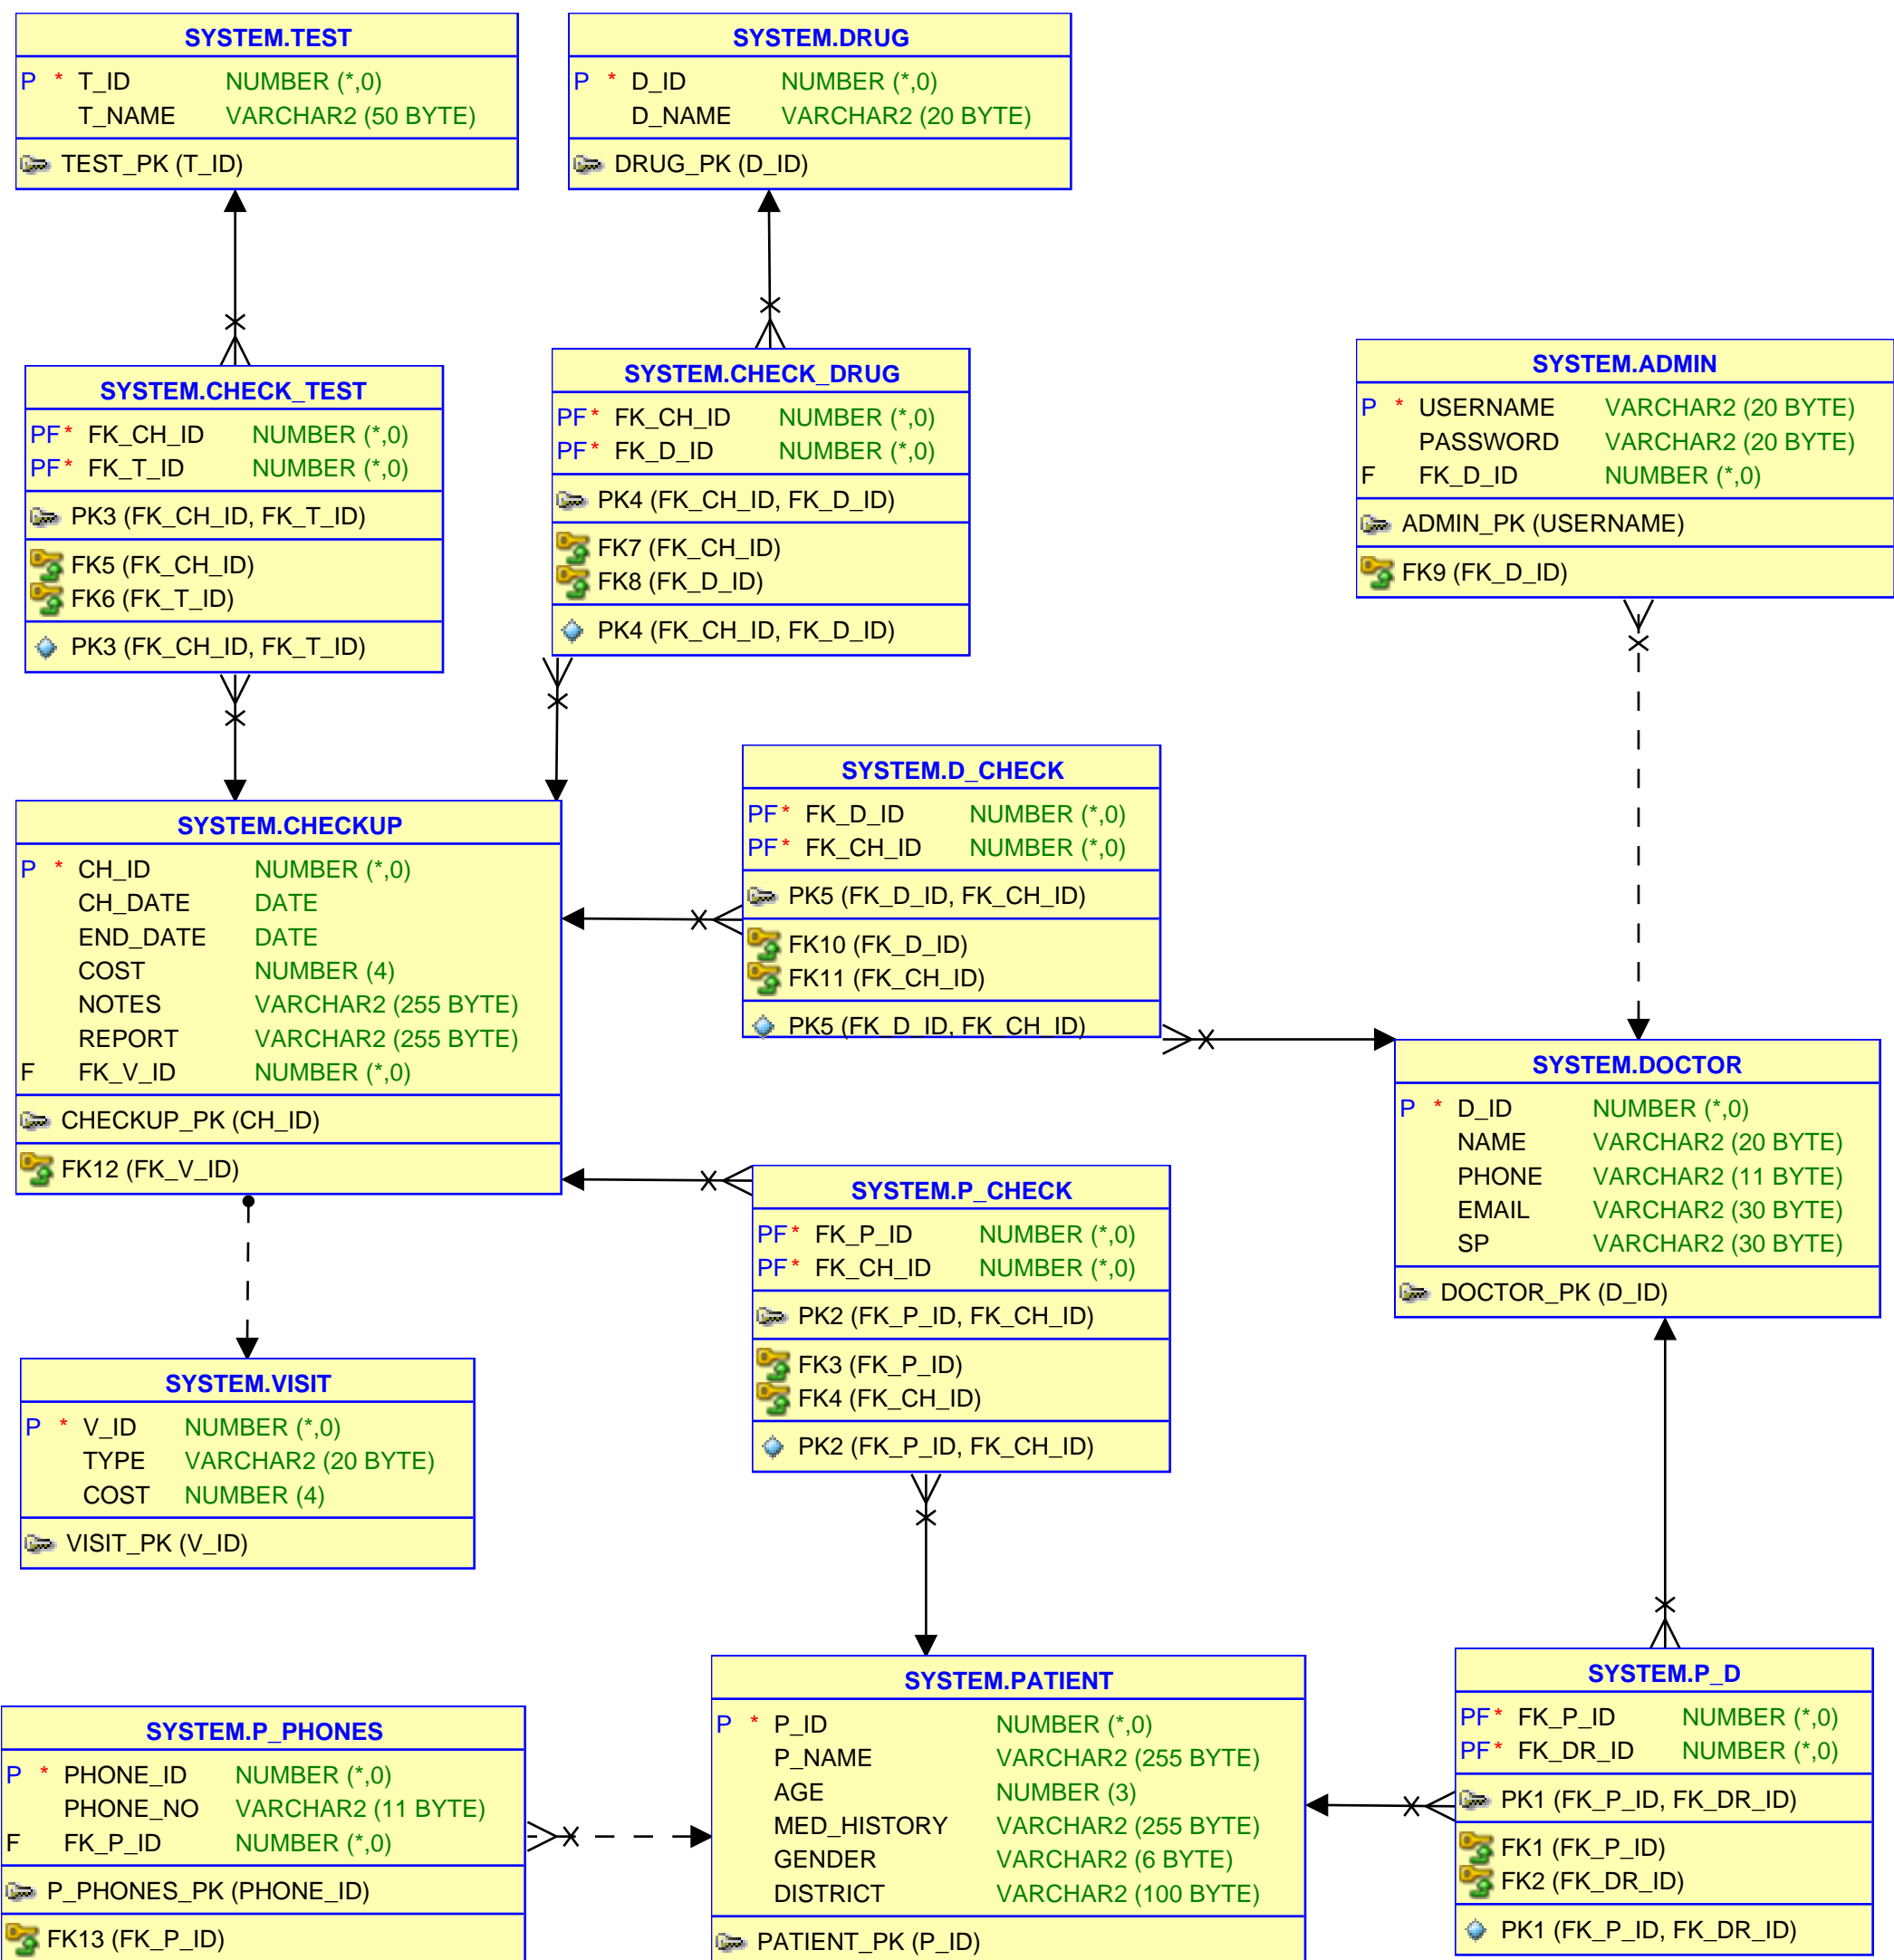 SYSTEM.TEST
P * T_ID NUMBER (*,0)
T_NAME VARCHAR2 (50 BYTE)
TEST_PK (T_ID)
SYSTEM.DRUG
P * D_ID NUMBER (*,0)
D_NAME VARCHAR2 (20 BYTE)
DRUG_PK (D_ID)
SYSTEM.CHECK_TEST
PF* FK_CH_ID NUMBER (*,0)
PF* FK_T_ID NUMBER (*,0)
PK3 (FK_CH_ID, FK_T_ID)
FK5 (FK_CH_ID)
FK6 (FK_T_ID)
PK3 (FK_CH_ID, FK_T_ID)
SYSTEM.CHECK_DRUG
PF* FK_CH_ID NUMBER (*,0)
PF* FK_D_ID NUMBER (*,0)
PK4 (FK_CH_ID, FK_D_ID)
FK7 (FK_CH_ID)
FK8 (FK_D_ID)
PK4 (FK_CH_ID, FK_D_ID)
SYSTEM.ADMIN
P * USERNAME VARCHAR2 (20 BYTE)
PASSWORD VARCHAR2 (20 BYTE)
F FK_D_ID NUMBER (*,0)
ADMIN_PK (USERNAME)
FK9 (FK_D_ID)
SYSTEM.CHECKUP
P * CH_ID NUMBER (*,0)
CH_DATE DATE
END_DATE DATE
COST NUMBER (4)
NOTES VARCHAR2 (255 BYTE)
REPORT VARCHAR2 (255 BYTE)
F FK_V_ID NUMBER (*,0)
CHECKUP_PK (CH_ID)
FK12 (FK_V_ID)
SYSTEM.D_CHECK
PF* FK_D_ID NUMBER (*,0)
PF* FK_CH_ID NUMBER (*,0)
PK5 (FK_D_ID, FK_CH_ID)
FK10 (FK_D_ID)
FK11 (FK_CH_ID)
PK5 (FK_D_ID, FK_CH_ID)
SYSTEM.DOCTOR
P * D_ID NUMBER (*,0)
NAME VARCHAR2 (20 BYTE)
PHONE VARCHAR2 (11 BYTE)
EMAIL VARCHAR2 (30 BYTE)
SP VARCHAR2 (30 BYTE)
DOCTOR_PK (D_ID)
SYSTEM.P_CHECK
PF* FK_P_ID NUMBER (*,0)
PF* FK_CH_ID NUMBER (*,0)
PK2 (FK_P_ID, FK_CH_ID)
FK3 (FK_P_ID)
FK4 (FK_CH_ID)
PK2 (FK_P_ID, FK_CH_ID)
SYSTEM.VISIT
P * V_ID NUMBER (*,0)
TYPE VARCHAR2 (20 BYTE)
COST NUMBER (4)
VISIT_PK (V_ID)
SYSTEM.P_PHONES
P * PHONE_ID NUMBER (*,0)
PHONE_NO VARCHAR2 (11 BYTE)
F FK_P_ID NUMBER (*,0)
P_PHONES_PK (PHONE_ID)
FK13 (FK_P_ID)
SYSTEM.PATIENT
P * P_ID NUMBER (*,0)
P_NAME VARCHAR2 (255 BYTE)
AGE NUMBER (3)
MED_HISTORY VARCHAR2 (255 BYTE)
GENDER VARCHAR2 (6 BYTE)
DISTRICT VARCHAR2 (100 BYTE)
PATIENT_PK (P_ID)
SYSTEM.P_D
PF* FK_P_ID NUMBER (*,0)
PF* FK_DR_ID NUMBER (*,0)
PK1 (FK_P_ID, FK_DR_ID)
FK1 (FK_P_ID)
FK2 (FK_DR_ID)
PK1 (FK_P_ID, FK_DR_ID)